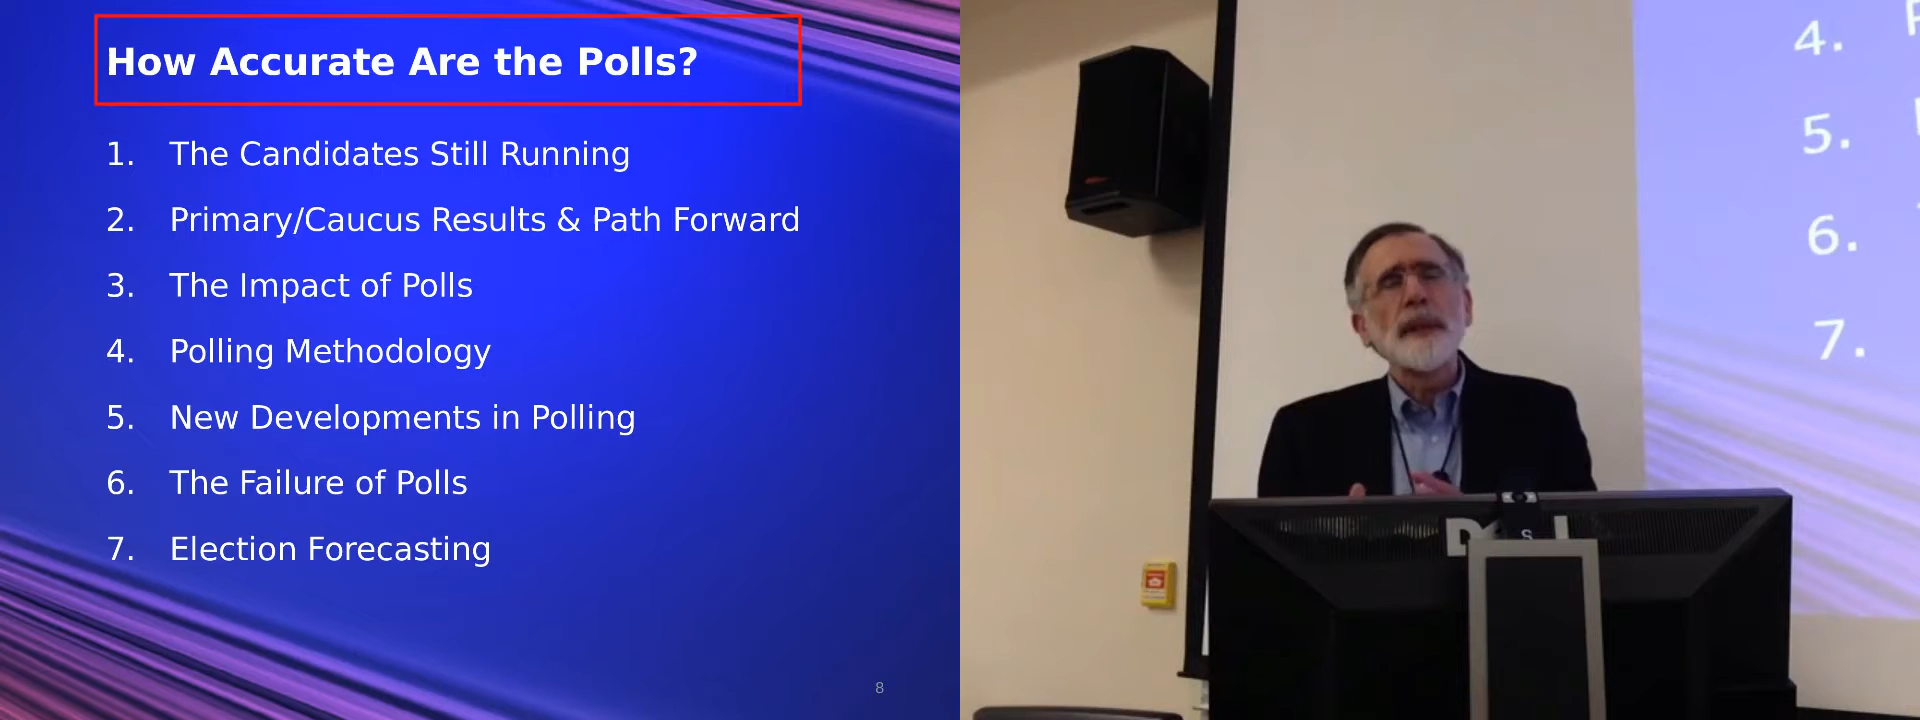 How Accurate Are the Polls?
1. The Candidates Still Running
2. Primary/Caucus Results & Path Forward
3. The Impact of Polls
4. Polling Methodology
5. New Developments in Polling
6. The Failure of Polls
7. Election Forecasting
8
4.
5.
6.
7.